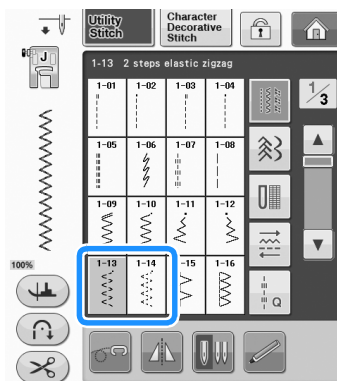 Utility
Stitch
Character
Decorative
Stitch
J
1-13 2 steps elastic zigzag
1-01 1-02 1-03 1-04
1/3
1-05 1-06 1-07 1-08
1-09 1-10 1-11 1-12
1-13 1-14 -15 1-16
100%
Q